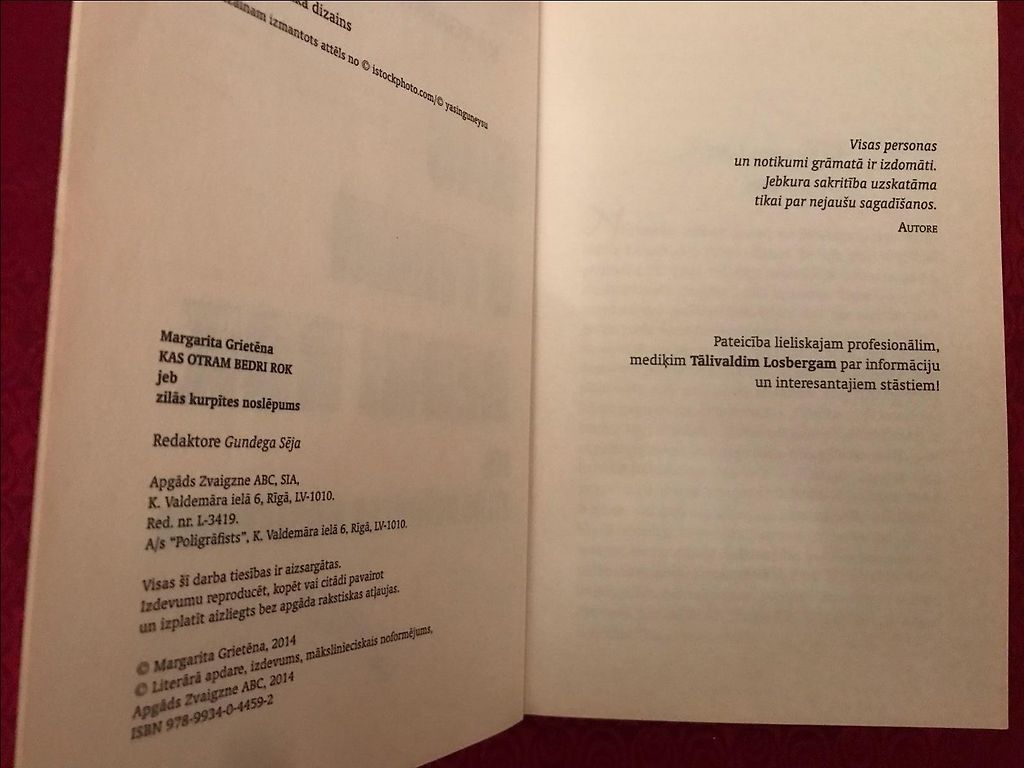 dizains
izmantots attēls no © istockphoto.com/© yasinguneysu
Margarita Grietēna
KAS OTRAM BEDRI ROK
jeb
zilās kurpītes noslēpums
Redaktore Gundega Sēja
Apgāds Zvaigzne ABC, SIA,
K. Valdemāra ielā 6, Rīgā, LV-1010.
Red. nr. L-3419.
A/s “Poligrāfists”, K. Valdemāra ielā 6, Rīgā, LV-1010.
Visas šī darba tiesības ir aizsargātas.
Izdevumu reproducēt, kopēt vai citādi pavairot
un izplatīt aizliegts bez apgāda rakstiskas atļaujas.
© Margarita Grietēna, 2014
© Literārā apdare, izdevums, mākslinieciskais noformējums,
Apgāds Zvaigzne ABC, 2014
ISBN 978-9934-0-4459-2
Visas personas
un notikumi grāmatā ir izdomāti.
Jebkura sakritība uzskatāma
tikai par nejaušu sagadīšanos.
AUTORE
Pateicība lieliskajam profesionālim,
mediķim Tālivaldim Losbergam par informāciju
un interesantajiem stāstiem!